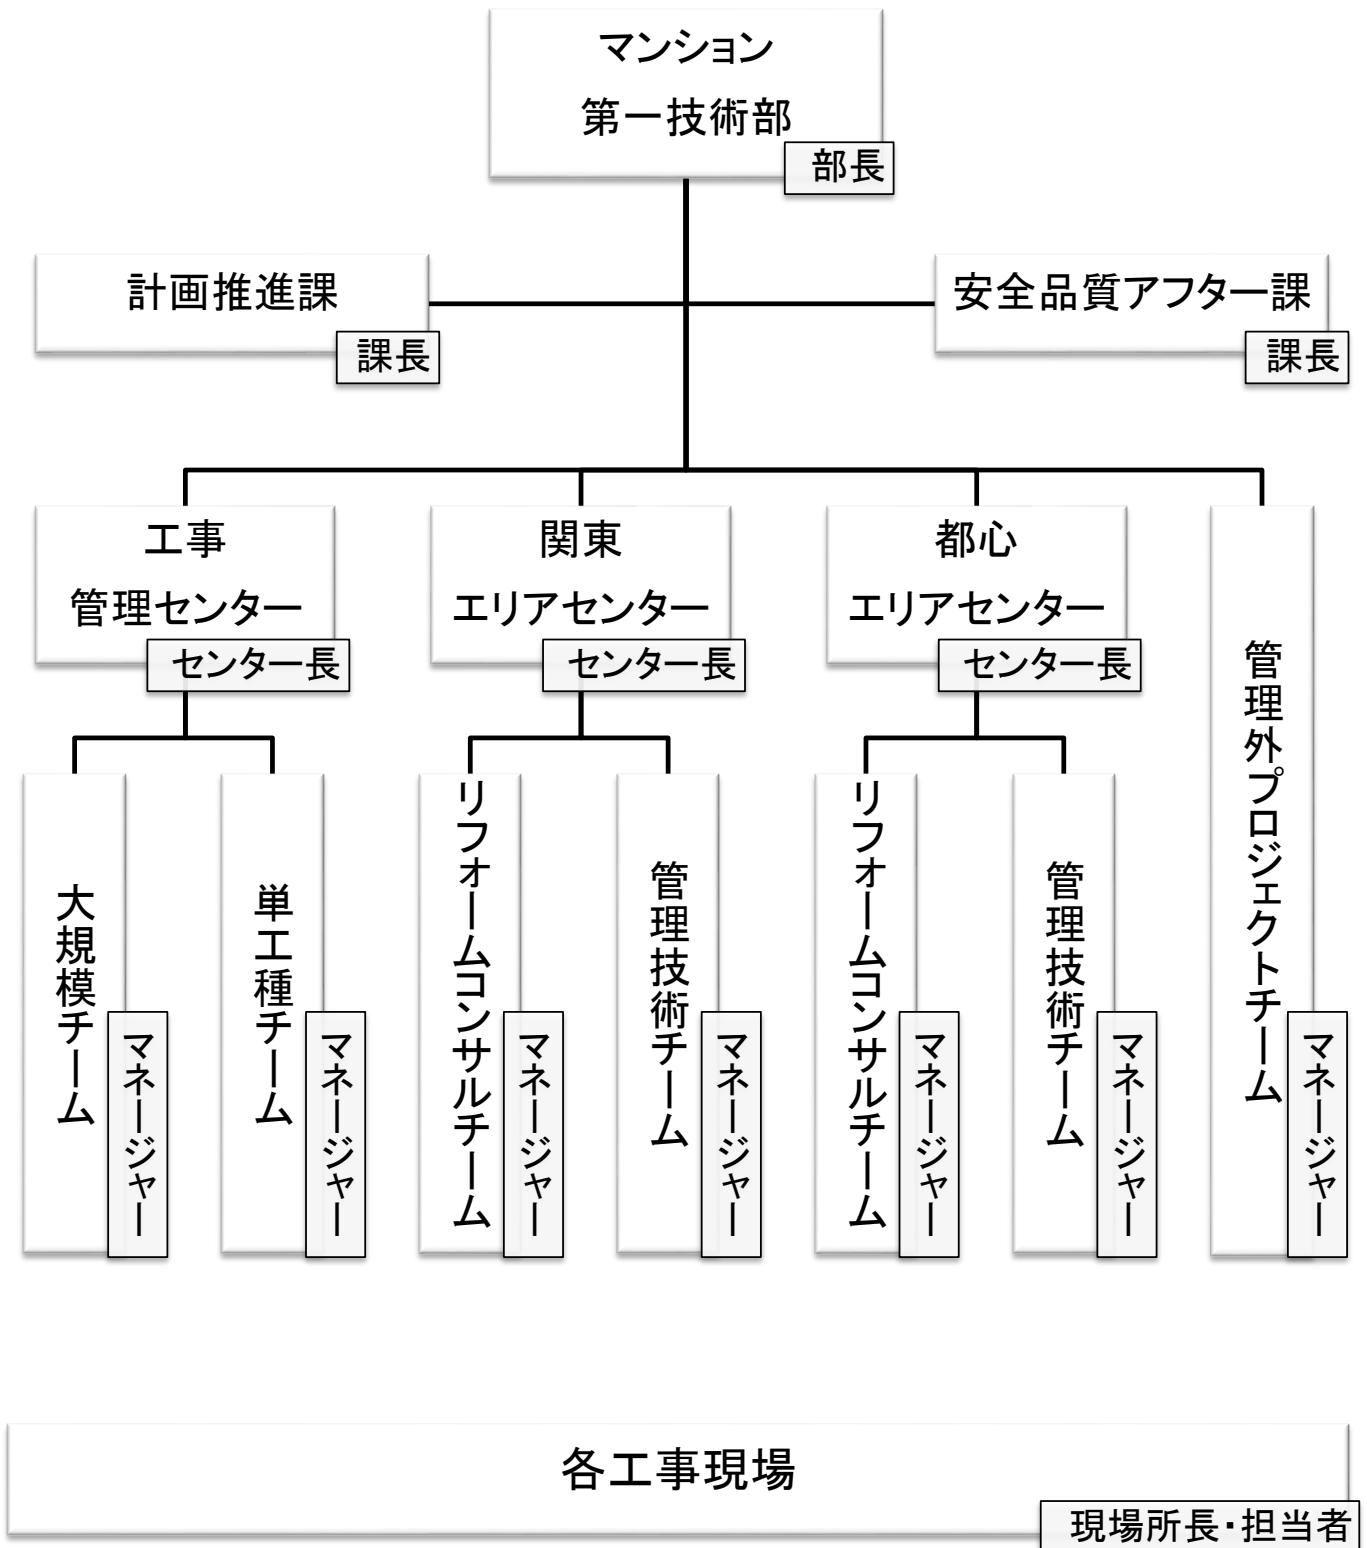 マンション
第一技術部
部長
計画推進課
課長
安全品質アフター課
課長
工事
管理センター
センター長
関東
エリアセンター
センター長
都心
エリアセンター
センター長
大規模チーム
マネージャー
単工種チーム
マネージャー
リフォームコンサルチーム
マネージャー
管理技術チーム
マネージャー
リフォームコンサルチーム
マネージャー
管理技術チーム
マネージャー
管理外プロジェクトチーム
マネージャー
各工事現場
現場所長・担当者